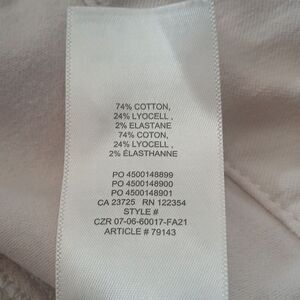 74% COTTON,
24% LYOCELL ,
2% ELASTANE
74% COTON,
24% LYOCELL ,
2% ÉLASTHANNE
PO 4500148899
PO 4500148900
PO 4500148901
CA 23725 RN 122354
STYLE #
CZR 07-06-60017-FA21
ARTICLE # 79143